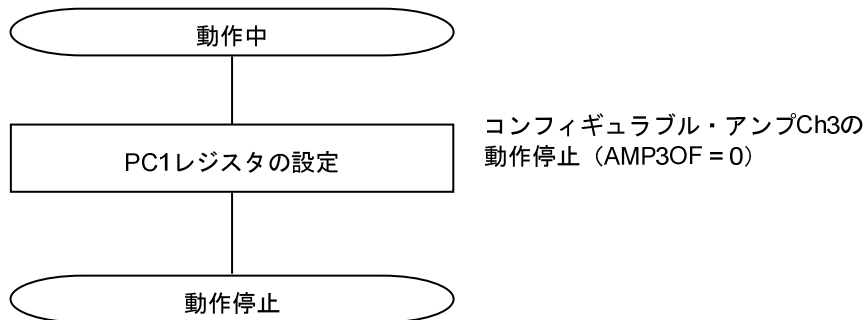 動作中
PC1レジスタの設定
コンフィギュラブル・アンプCh3の
動作停止（AMP3OF = 0）
動作停止